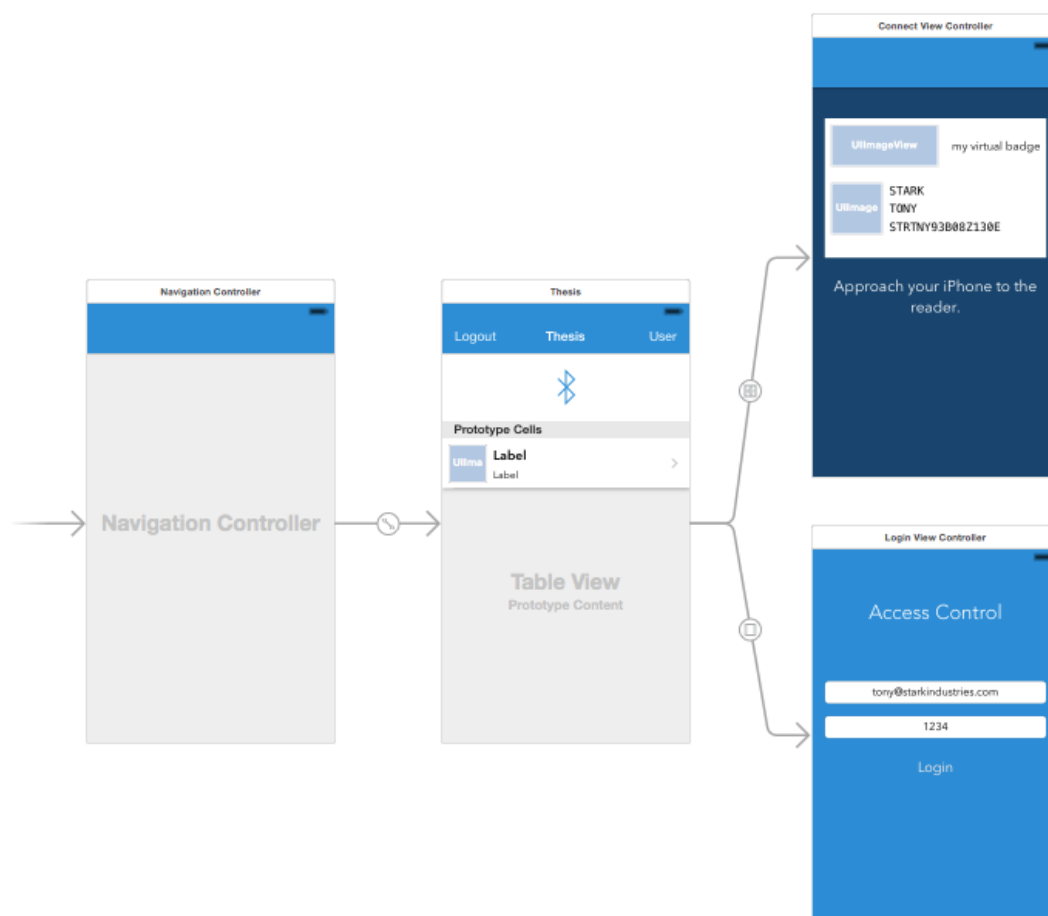 Navigation Controller
Navigation Controller
Thesis
Logout Thesis User
Prototype Cells
UIIma
Label
Label
Table View
Prototype Content
Connect View Controller
UIImageView
my virtual badge
UIImage
STARK
TONY
STRTNY93B08Z130E
Approach your iPhone to the
reader.
Login View Controller
Access Control
tony@starkindustries.com
1234
Login